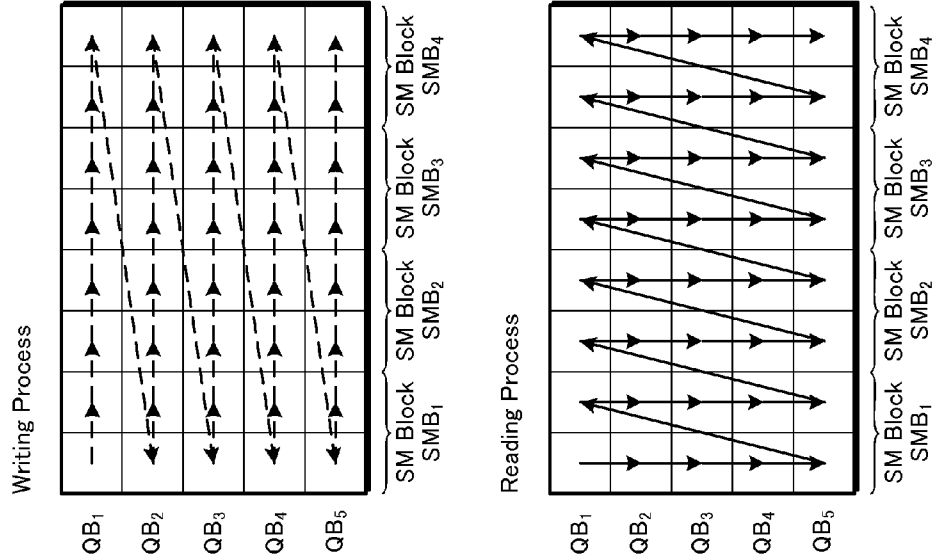 Writing Process
QB₁
QB₂
QB₃
QB₄
QB₅
SM Block
SMB₁
SM Block
SMB₂
SM Block
SMB₃
SM Block
SMB₄
Reading Process
QB₁
QB₂
QB₃
QB₄
QB₅
SM Block
SMB₁
SM Block
SMB₂
SM Block
SMB₃
SM Block
SMB₄